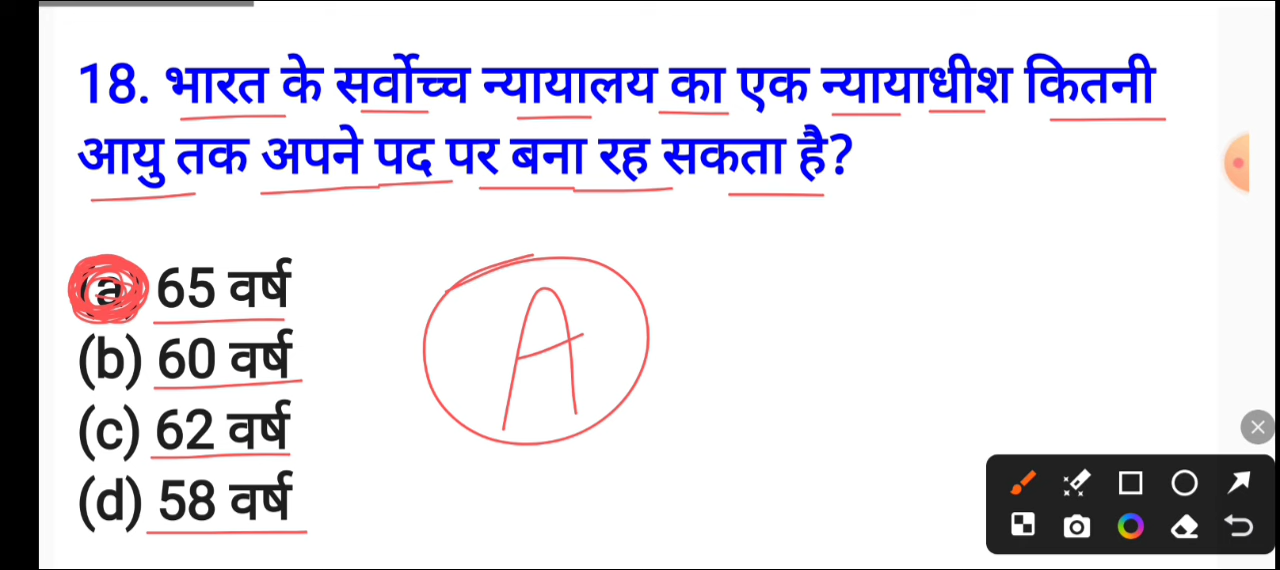 18. भारत के सर्वोच्च न्यायालय का एक न्यायाधीश कितनी
आयु तक अपने पद पर बना रह सकता है?
(a) 65 वर्ष
(b) 60 वर्ष
(c) 62 वर्ष
(d) 58 वर्ष
A